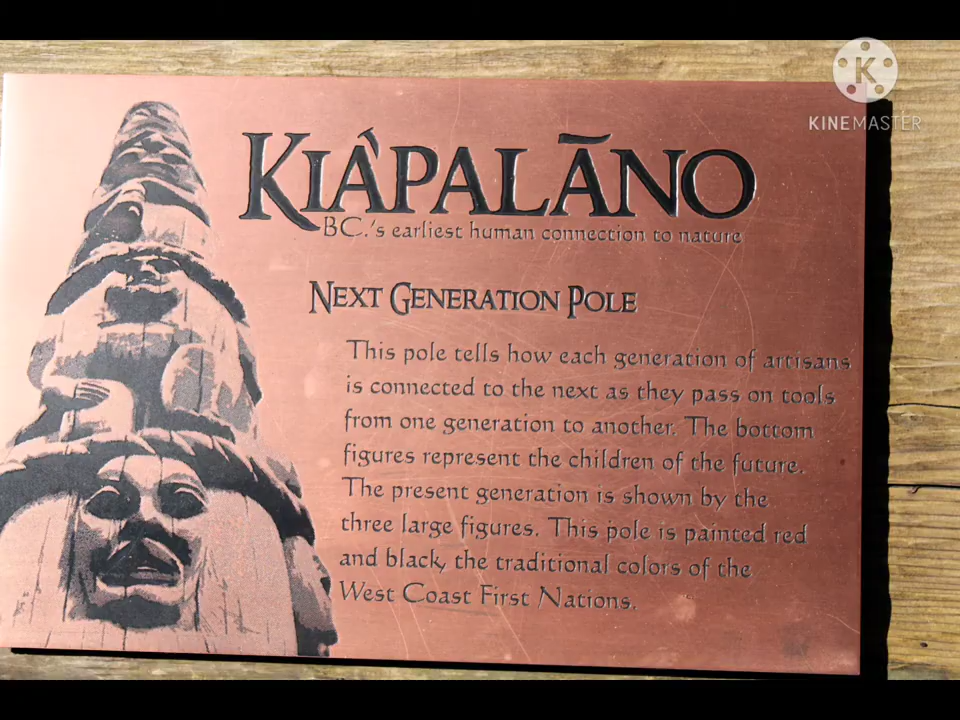 KINEMASTER
KIÁPALĀNO
BC.'s earliest human connection to nature
NEXT GENERATION POLE
This pole tells how each generation of artisans
is connected to the next as they pass on tools
from one generation to another. The bottom
figures represent the children of the future.
The present generation is shown by the
three large figures. This pole is painted red
and black, the traditional colors of the
West Coast First Nations.